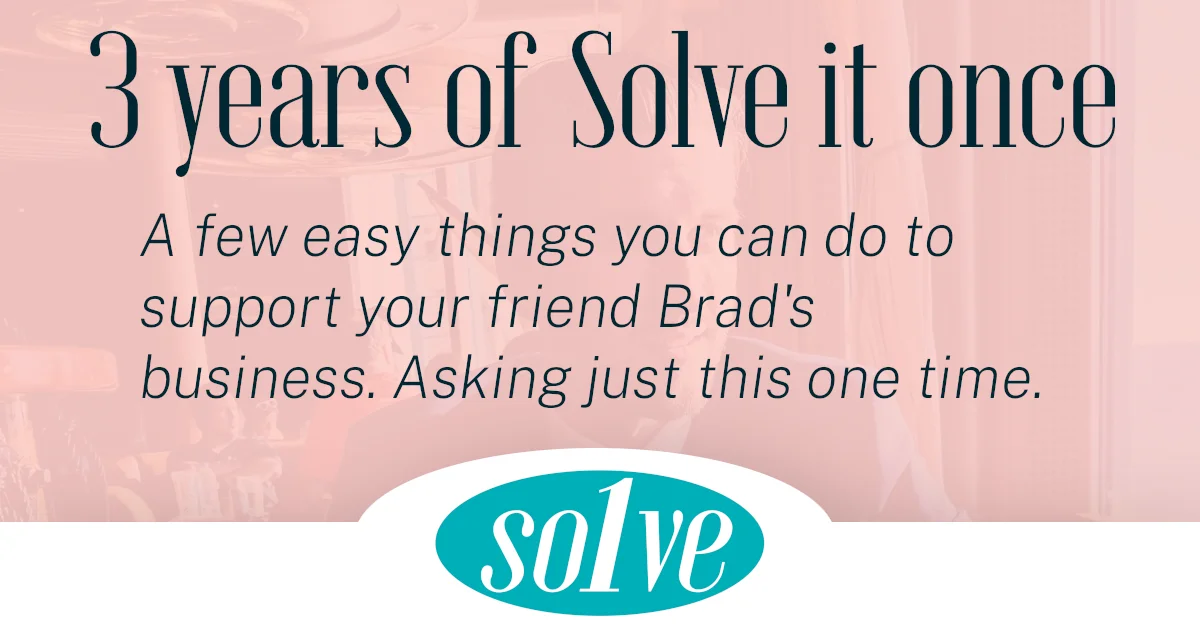 3 years of Solve it once
A few easy things you can do to
support your friend Brad's
business. Asking just this one time.
so1ve